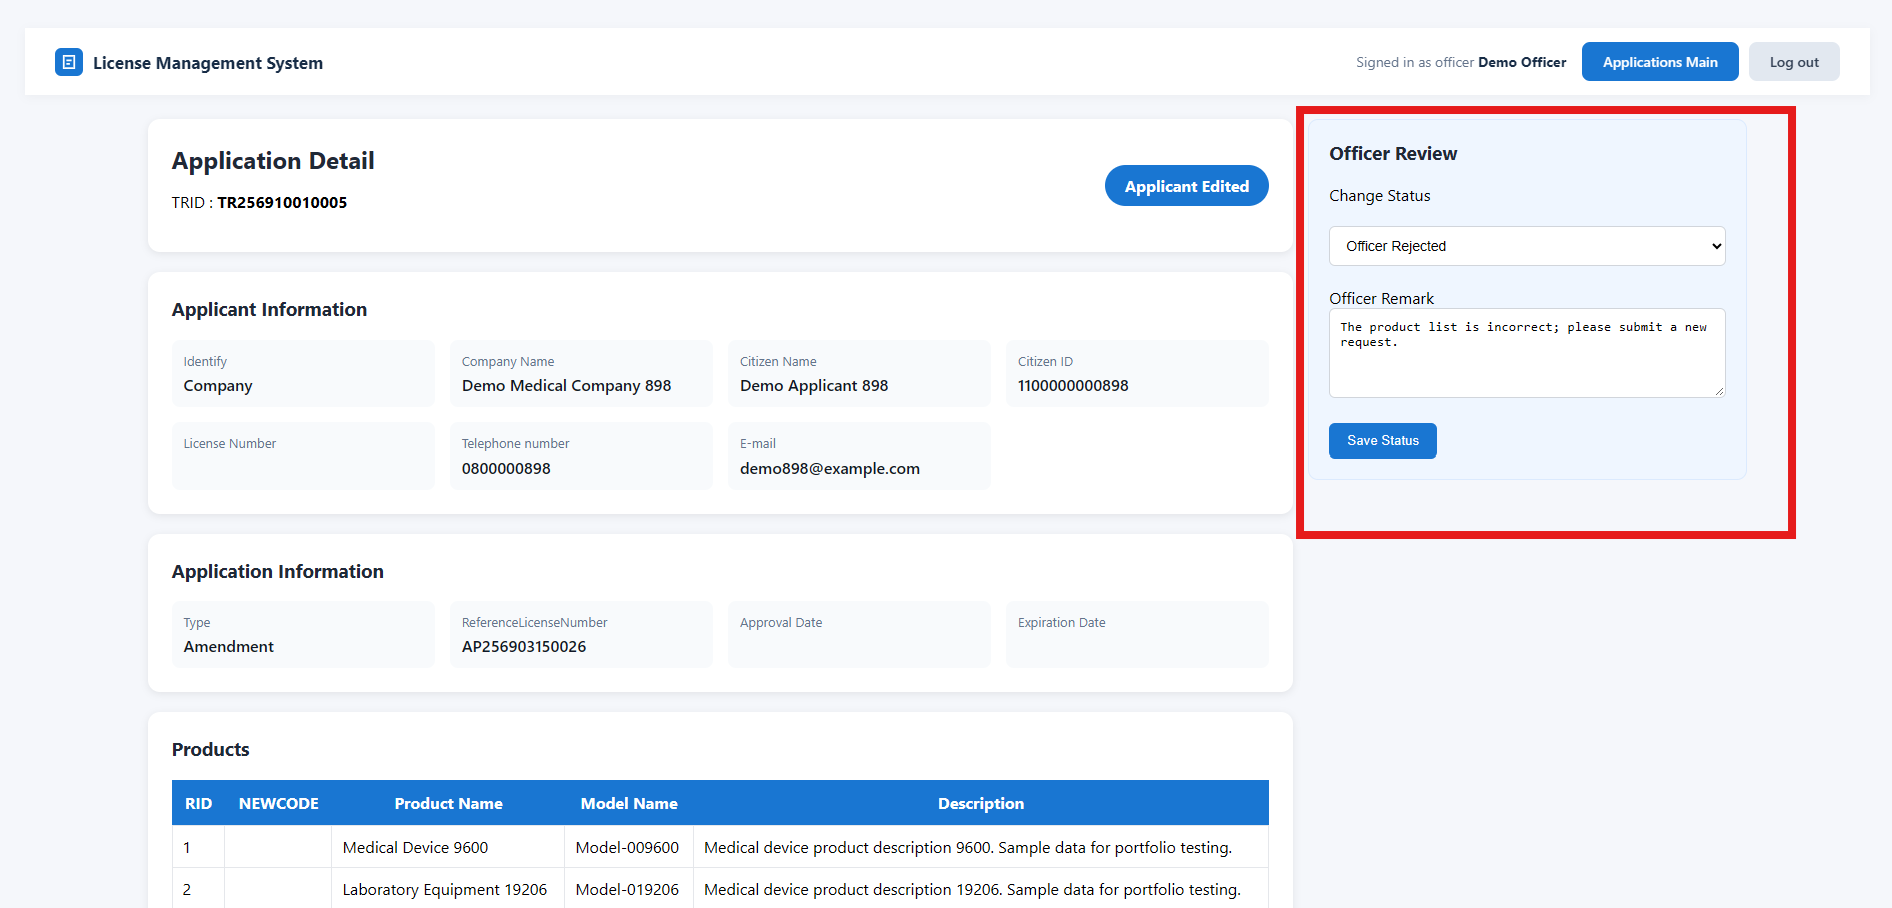 License Management System
Signed in as officer Demo Officer
Applications Main
Log out
Application Detail
TRID : TR256910010005
Applicant Edited
Officer Review
Change Status
Officer Rejected
Officer Remark
The product list is incorrect; please submit a new
request.
Save Status
Applicant Information
Identify
Company
Company Name
Demo Medical Company 898
Citizen Name
Demo Applicant 898
Citizen ID
1100000000898
License Number
Telephone number
0800000898
E-mail
demo898@example.com
Application Information
Type
Amendment
ReferenceLicenseNumber
AP256903150026
Approval Date
Expiration Date
Products
RID NEWCODE Product Name Model Name Description
1 Medical Device 9600 Model-009600 Medical device product description 9600. Sample data for portfolio testing.
2 Laboratory Equipment 19206 Model-019206 Medical device product description 19206. Sample data for portfolio testing.